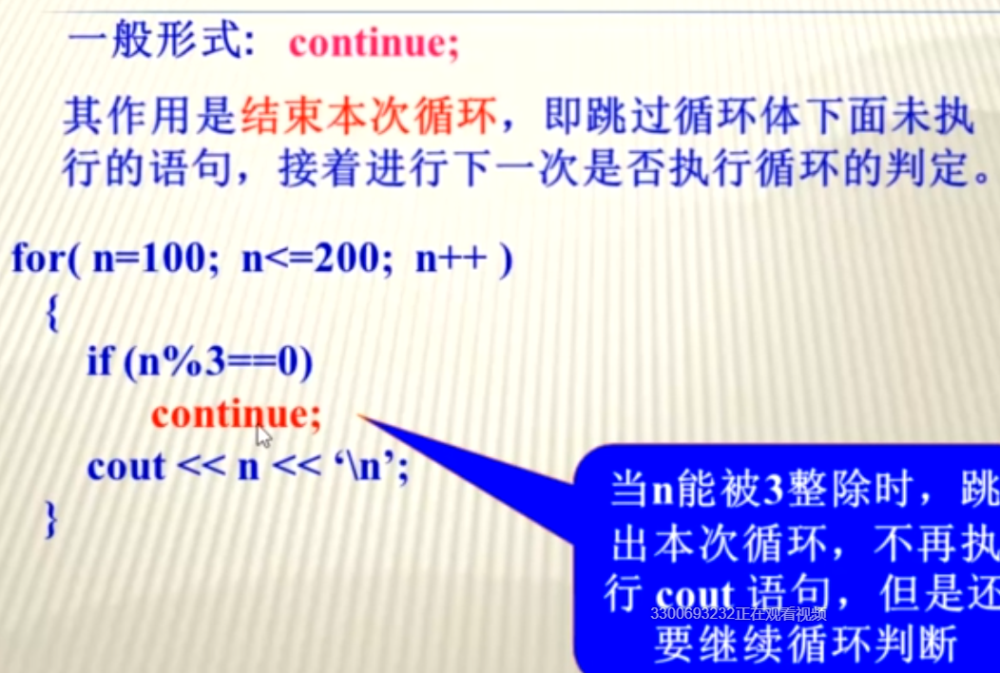 一般形式: continue;
其作用是结束本次循环，即跳过循环体下面未执
行的语句，接着进行下一次是否执行循环的判定。
for( n=100; n<=200; n++ )
{
if (n%3==0)
continue;
cout << n << ‘\n’;
}
当n能被3整除时，跳
出本次循环，不再执
行 cout 语句，但是还
要继续循环判断
3300693232正在观看视频